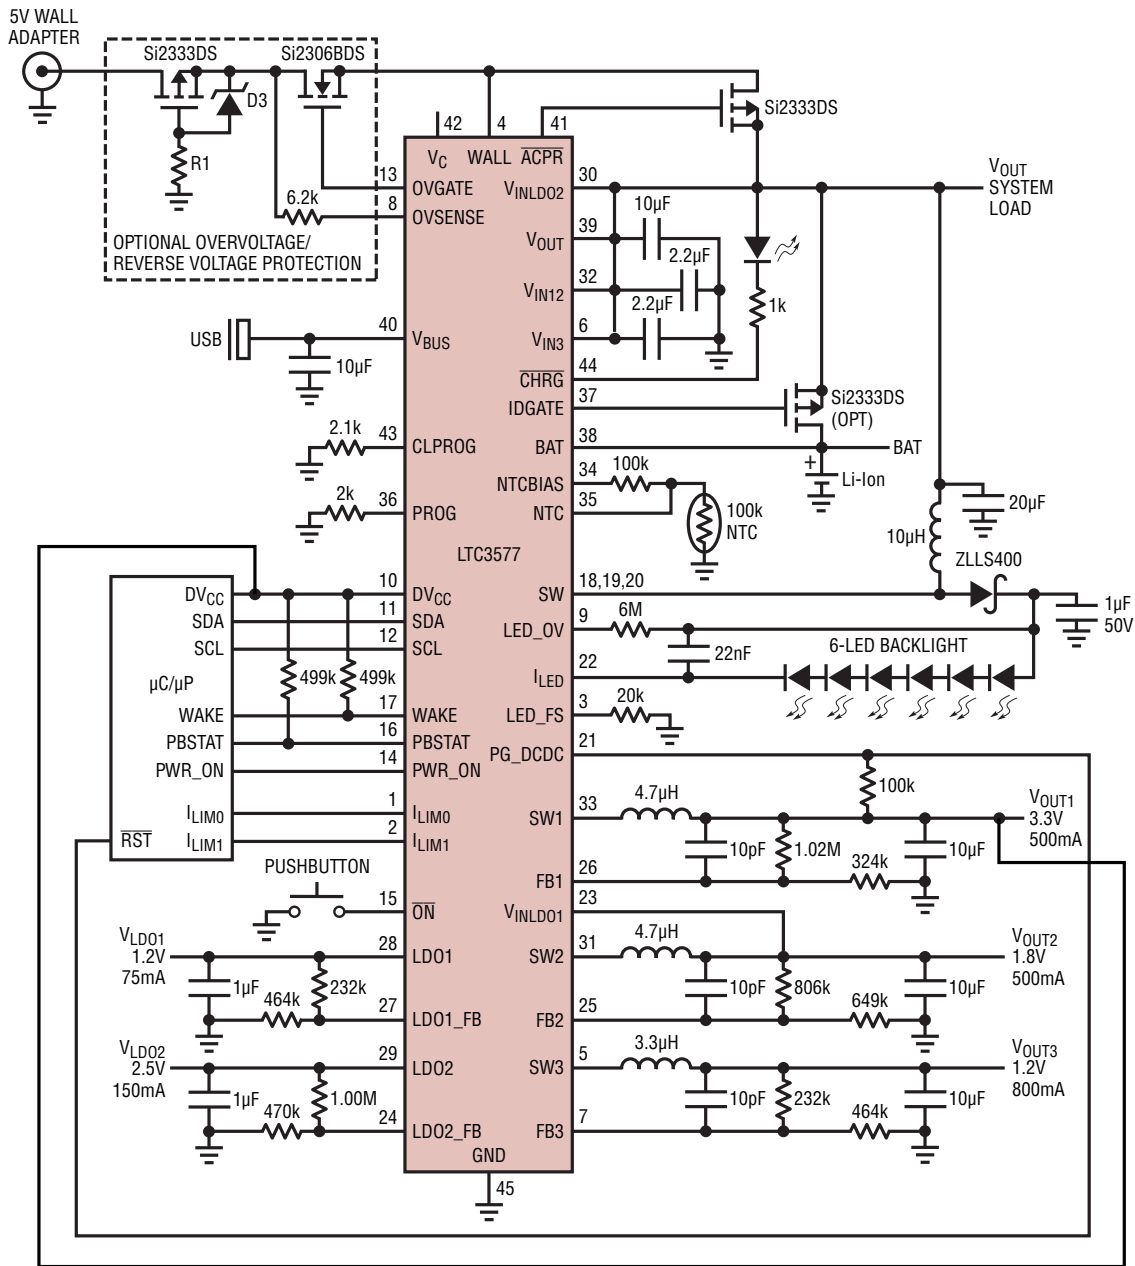 5V WALL
ADAPTER
Si2333DS
Si2306BDS
D3
R1
6.2k
OPTIONAL OVERVOLTAGE/
REVERSE VOLTAGE PROTECTION
42
4
41
Si2333DS
VC
WALL
ACPR
13
OVGATE
8
OVSENSE
VINLDO2
30
VOUT
SYSTEM
LOAD
10µF
VOUT
39
2.2µF
VIN12
32
2.2µF
1k
USB
40
VBUS
10µF
VIN3
6
CHRG
44
IDGATE
37
Si2333DS
(OPT)
2.1k
43
CLPROG
BAT
38
BAT
+
Li-Ion
NTCBIAS
34
100k
2k
36
PROG
NTC
35
100k
NTC
20µF
10µH
LTC3577
ZLLS400
DVCC
10
DVCC
SW
18,19,20
1µF
50V
SDA
11
SDA
SCL
12
SCL
LED_OV
9
6M
22nF
6-LED BACKLIGHT
499k
499k
µC/µP
ILED
22
WAKE
17
WAKE
LED_FS
3
20k
PBSTAT
16
PBSTAT
PG_DCDC
21
PWR_ON
14
PWR_ON
100k
ILIM0
1
ILIM0
SW1
33
4.7µH
VOUT1
3.3V
500mA
ILIM1
2
ILIM1
RST
10pF
1.02M
324k
10µF
PUSHBUTTON
FB1
26
15
ON
VINLDO1
23
VLDO1
1.2V
75mA
28
LDO1
SW2
31
4.7µH
VOUT2
1.8V
500mA
1µF
464k
232k
10pF
806k
649k
10µF
27
LDO1_FB
FB2
25
VLDO2
2.5V
150mA
29
LDO2
SW3
5
3.3µH
VOUT3
1.2V
800mA
1µF
470k
1.00M
10pF
232k
464k
10µF
24
LDO2_FB
FB3
7
GND
45